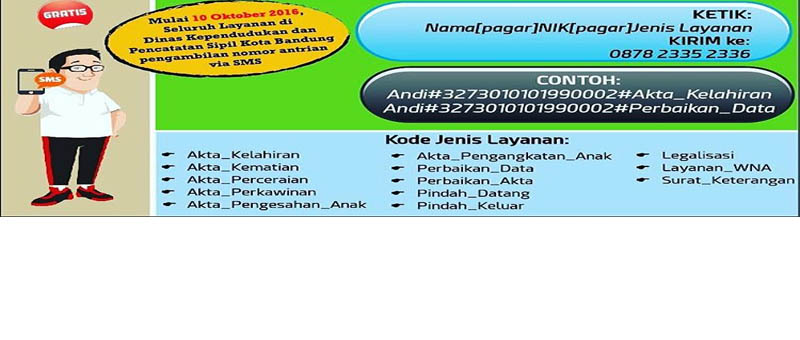 GRATIS
Mulai 10 Oktober 2016,
Seluruh Layanan di
Dinas Kependudukan dan
Pencatatan Sipil Kota Bandung
pengambilan nomor antrian
via SMS
SMS
KETIK:
Nama[pagar]NIK[pagar]Jenis Layanan
KIRIM ke:
0878 2335 2336
CONTOH:
Andi#3273010101990002#Akta_Kelahiran
Andi#3273010101990002#Perbaikan_Data
Kode Jenis Layanan:
Akta_Kelahiran
Akta_Kematian
Akta_Perceraian
Akta_Perkawinan
Akta_Pengesahan_Anak
Akta_Pengangkatan_Anak
Perbaikan_Data
Perbaikan_Akta
Pindah_Datang
Pindah_Keluar
Legalisasi
Layanan_WNA
Surat_Keterangan